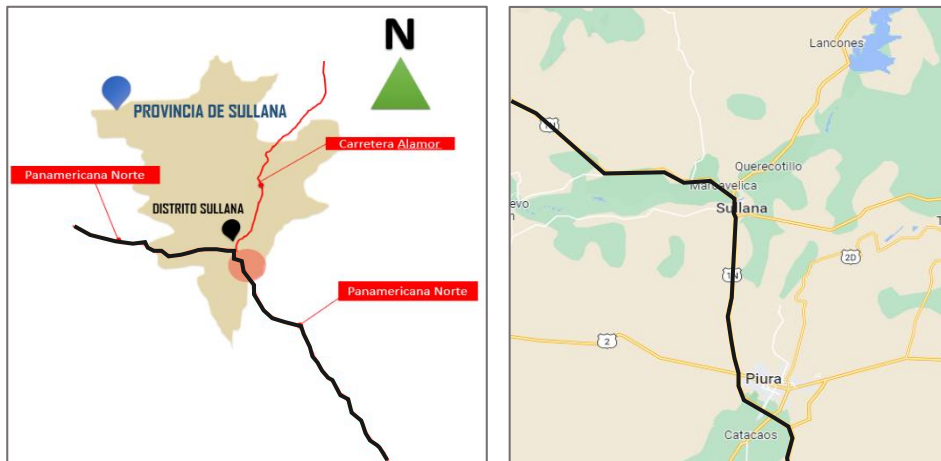 N
PROVINCIA DE SULLANA
Carretera Alamor
Panamericana Norte
DISTRITO SULLANA
Panamericana Norte
Lancones
1N
Querecotillo
Marcavelica
Sullana
1N
2D
2
Piura
Catacaos